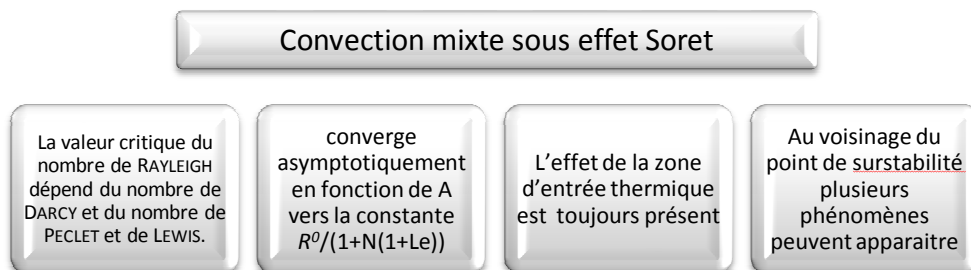 Convection mixte sous effet Soret
La valeur critique du
nombre de RAYLEIGH
dépend du nombre de
DARCY et du nombre de
PECLET et de LEWIS.
converge
asymptotiquement
en fonction de A
vers la constante
R⁰/(1+N(1+Le))
L'effet de la zone
d'entrée thermique
est toujours présent
Au voisinage du
point de surstabilité
plusieurs
phénomènes
peuvent apparaitre